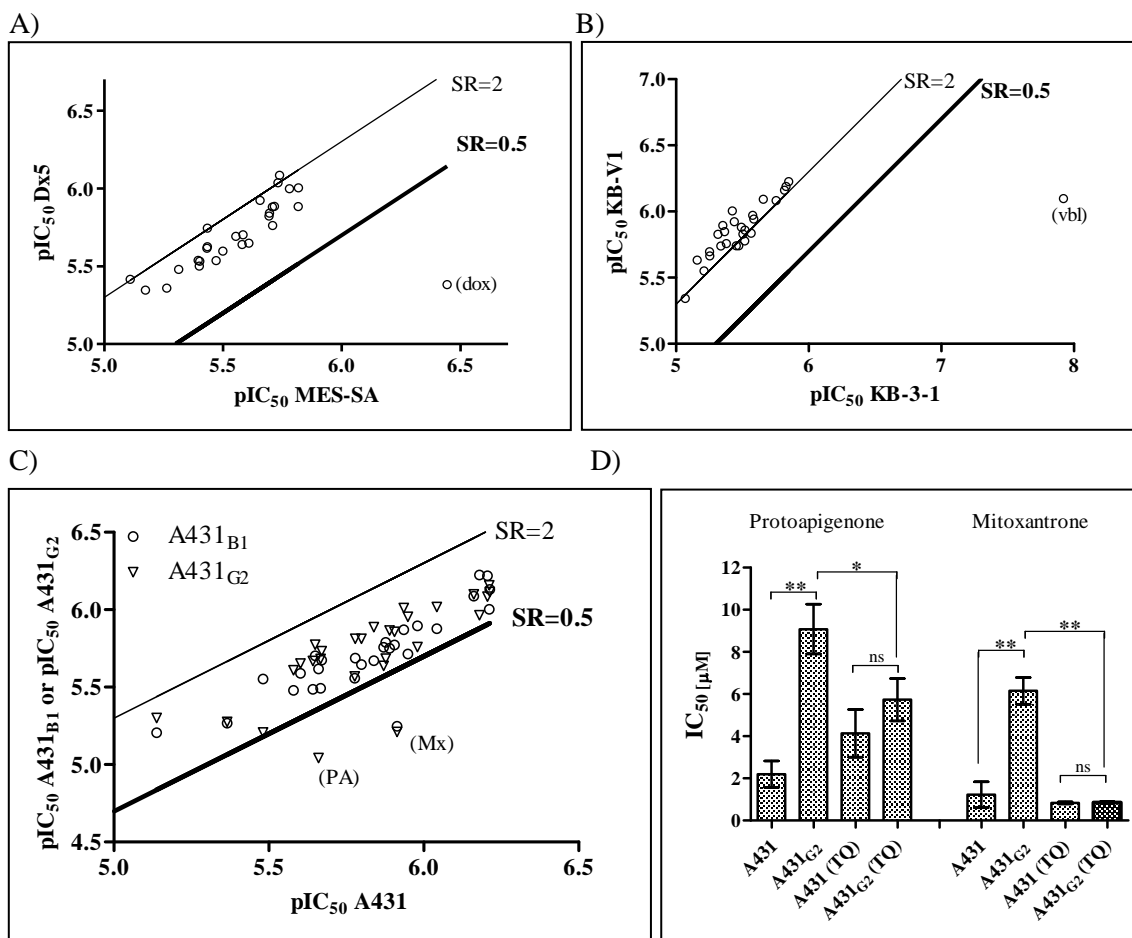 A)
SR=2
SR=0.5
6.5
6.0
5.5
5.0
(dox)
5.0 5.5 6.0 6.5
pIC50 Dx5
pIC50 MES-SA
B)
7.0
6.5
6.0
5.5
5.0
SR=2
SR=0.5
(vbl)
5 6 7 8
pIC50 KB-V1
pIC50 KB-3-1
C)
6.5
6.0
5.5
5.0
4.5
A431B1
A431G2
SR=2
SR=0.5
(Mx)
(PA)
5.0 5.5 6.0 6.5
pIC50 A431B1 or pIC50 A431G2
pIC50 A431
D)
Protoapigenone Mitoxantrone
12
10
8
6
4
2
0
IC50 [μM]
** * ns
** ** ns
A431
A431G2
A431 (TQ)
A431G2 (TQ)
A431
A431G2
A431 (TQ)
A431G2 (TQ)